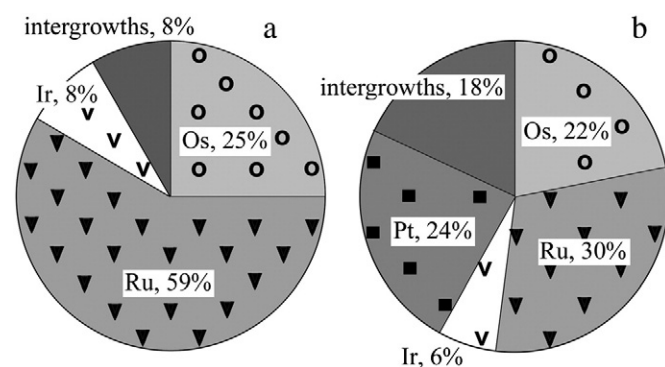 a
intergrowths, 8%
Ir, 8%
Os, 25%
Ru, 59%
b
intergrowths, 18%
Os, 22%
Pt, 24%
Ru, 30%
Ir, 6%